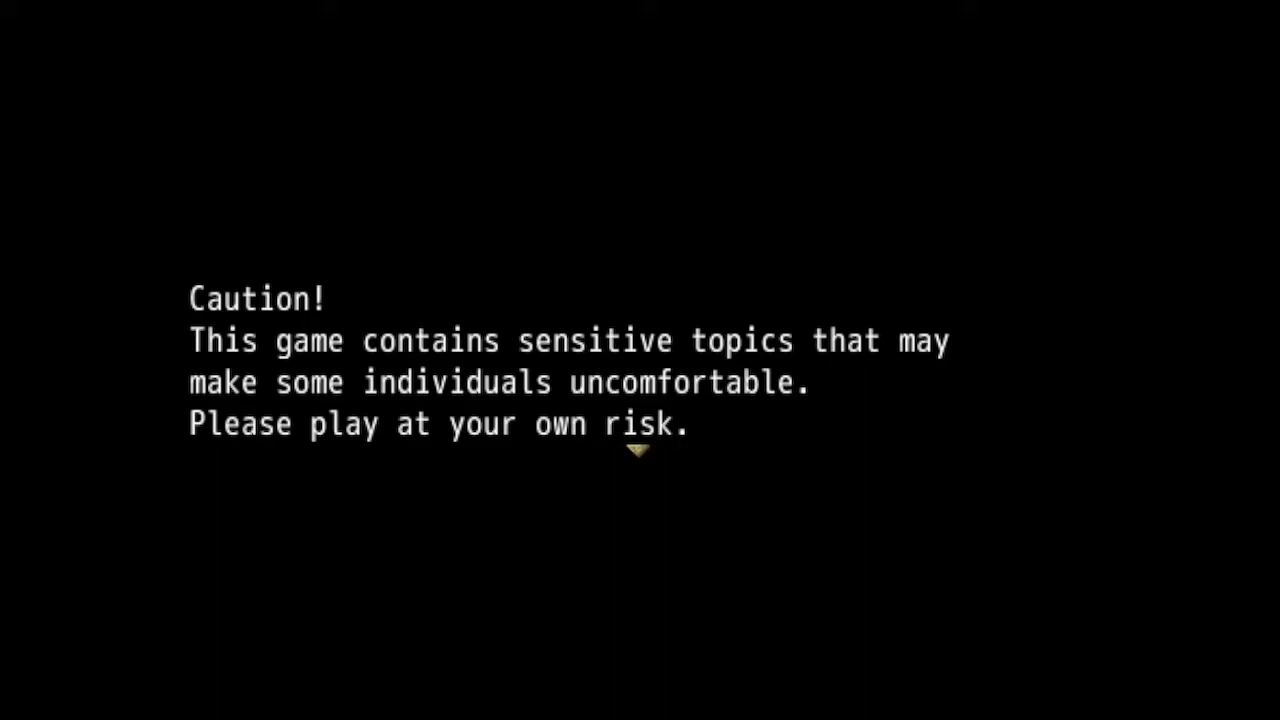 Caution!
This game contains sensitive topics that may
make some individuals uncomfortable.
Please play at your own risk.